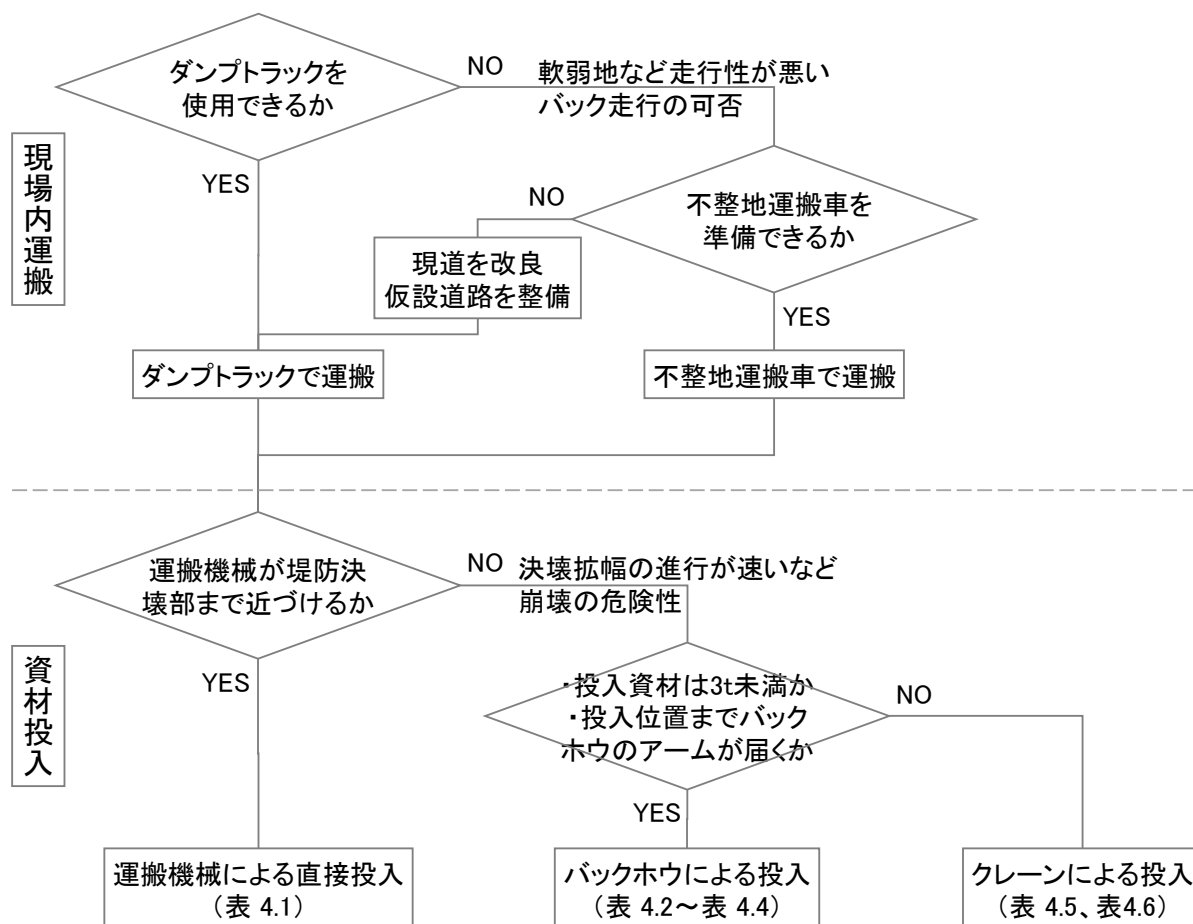 ダンプトラックを
使用できるか
NO
軟弱地など走行性が悪い
バック走行の可否
現場内運搬
YES
NO
不整地運搬車を
準備できるか
現道を改良
仮設道路を整備
YES
ダンプトラックで運搬
不整地運搬車で運搬
運搬機械が堤防決
壊部まで近づけるか
NO
決壊拡幅の進行が速いなど
崩壊の危険性
資材投入
YES
・投入資材は3t未満か
・投入位置までバック
ホウのアームが届くか
NO
YES
運搬機械による直接投入
(表 4.1)
バックホウによる投入
(表 4.2～表 4.4)
クレーンによる投入
(表 4.5、表4.6)